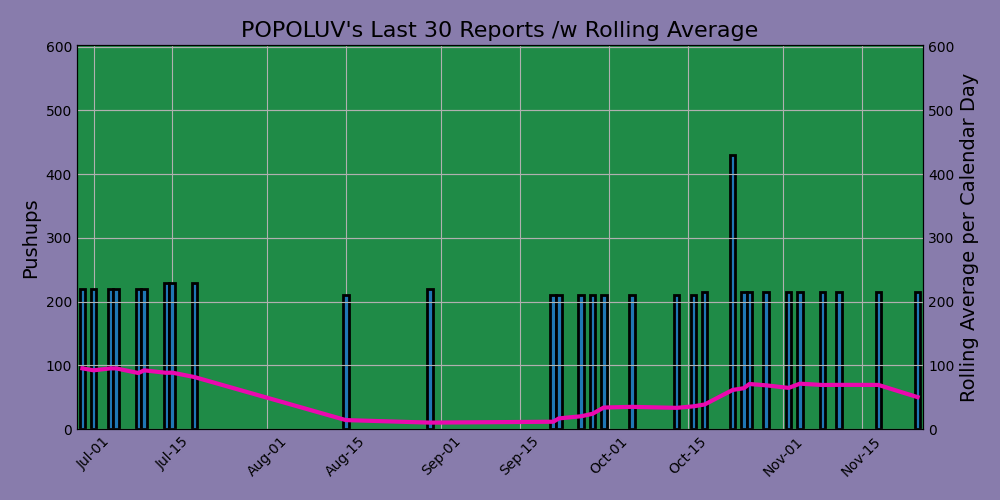 POPOLUV's Last 30 Reports /w Rolling Average
600
500
400
300
200
100
0
Pushups
600
500
400
300
200
100
0
Rolling Average per Calendar Day
Jul-01
Jul-15
Aug-01
Aug-15
Sep-01
Sep-15
Oct-01
Oct-15
Nov-01
Nov-15